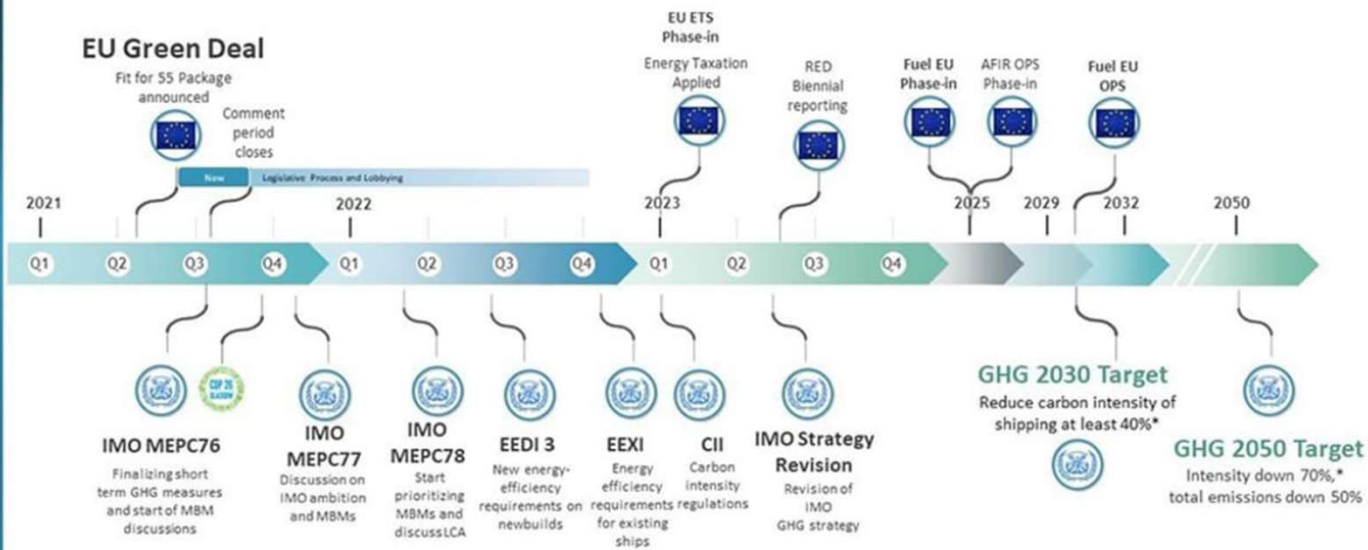 EU Green Deal
Fit for 55 Package
announced
Comment
period
closes
EU ETS
Phase-in
Energy Taxation
Applied
RED
Biennial
reporting
Fuel EU
Phase-in
AFIR OPS
Phase-in
Fuel EU
OPS
Now
Legislative Process and Lobbying
2021
2022
2023
2025
2029
2032
2050
Q1
Q2
Q3
Q4
Q1
Q2
Q3
Q4
Q1
Q2
Q3
Q4
COP 26
GLASGOW
IMO MEPC76
Finalizing short
term GHG measures
and start of MBM
discussions
IMO
MEPC77
Discussion on
IMO ambition
and MBMs
IMO
MEPC78
Start
prioritizing
MBMs and
discussLCA
EEDI 3
New energy-
efficiency
requirements on
newbuilds
EEXI
Energy
efficiency
requirements
for existing
ships
CII
Carbon
intensity
regulations
IMO Strategy
Revision
Revision of
IMO
GHG strategy
GHG 2030 Target
Reduce carbon intensity of
shipping at least 40%*
GHG 2050 Target
Intensity down 70%,*
total emissions down 50%